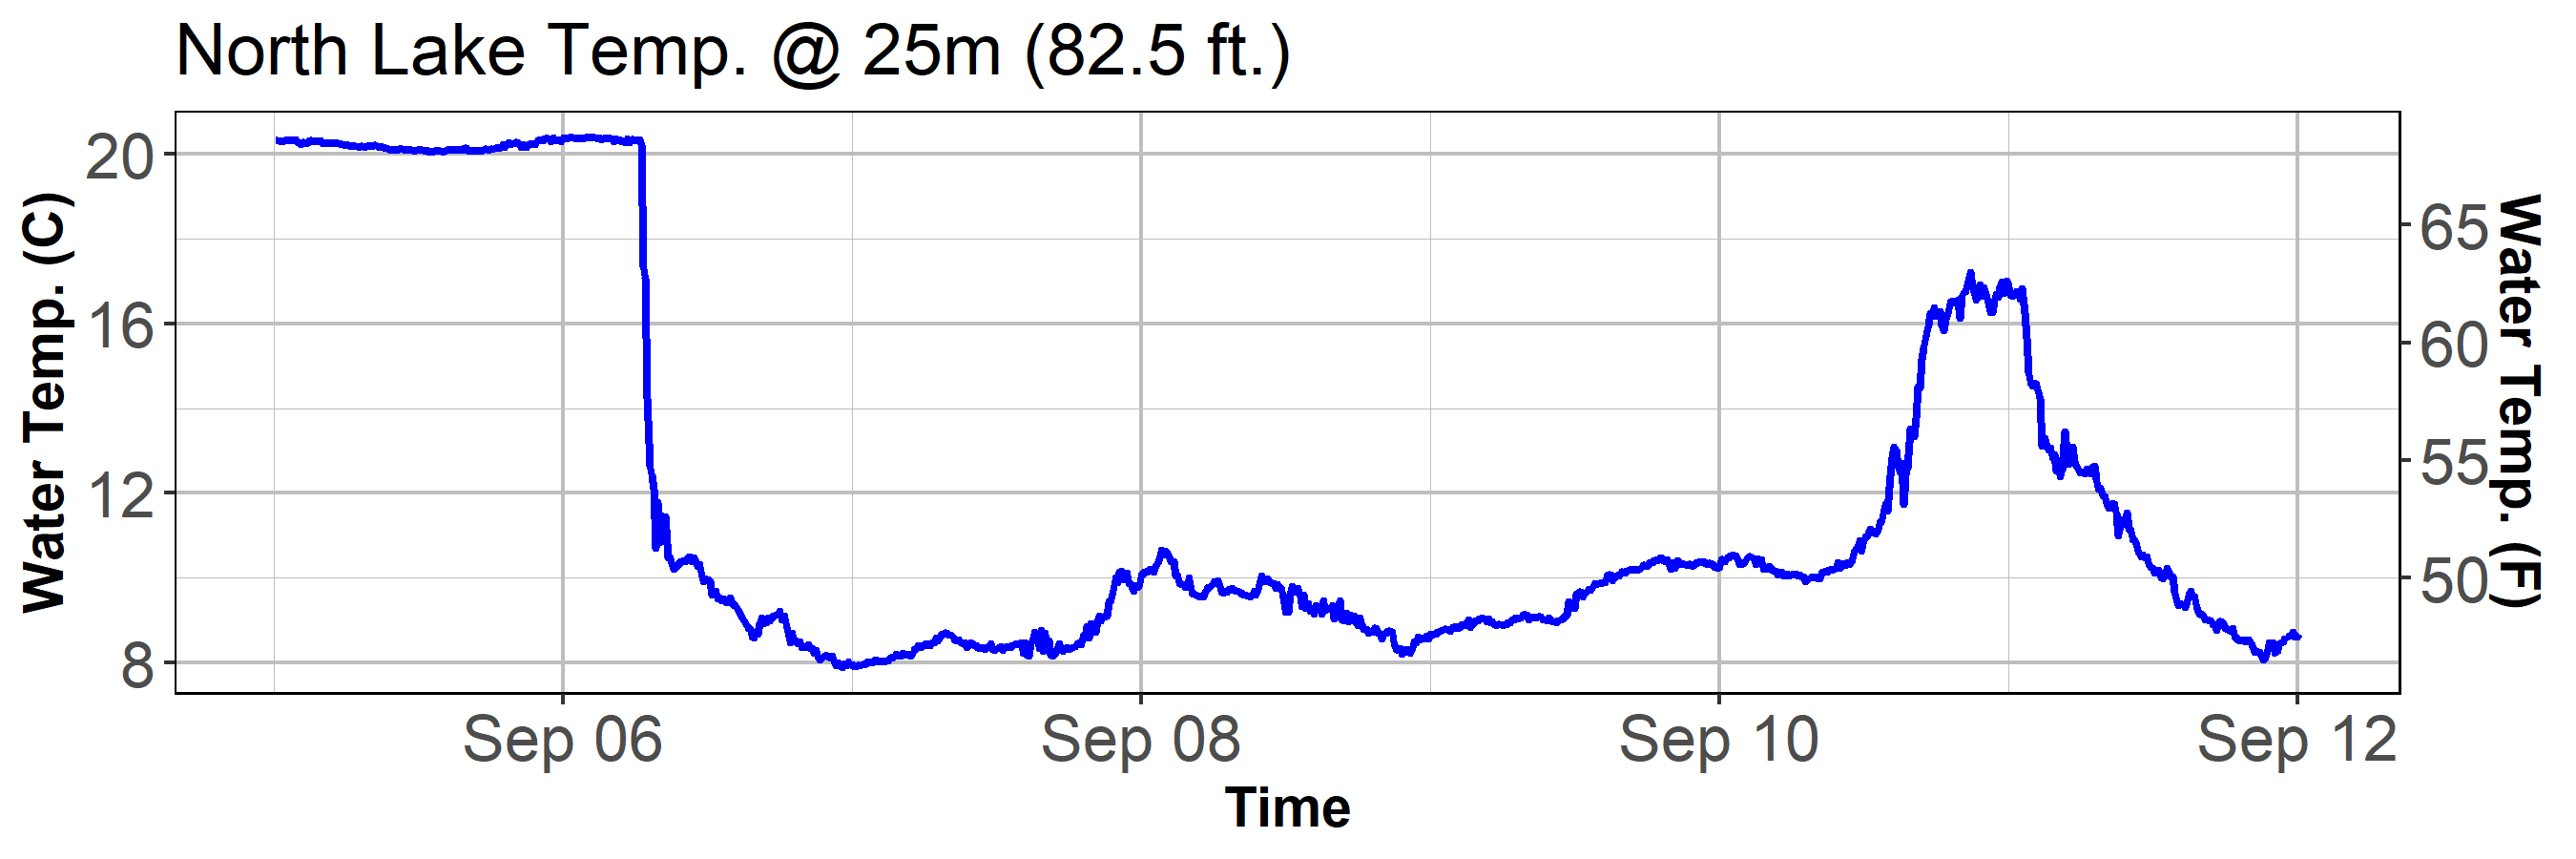 North Lake Temp. @ 25m (82.5 ft.)
Water Temp. (C)
20
16
12
8
65
60
55
50
Water Temp. (F)
Sep 06 Sep 08 Sep 10 Sep 12
Time